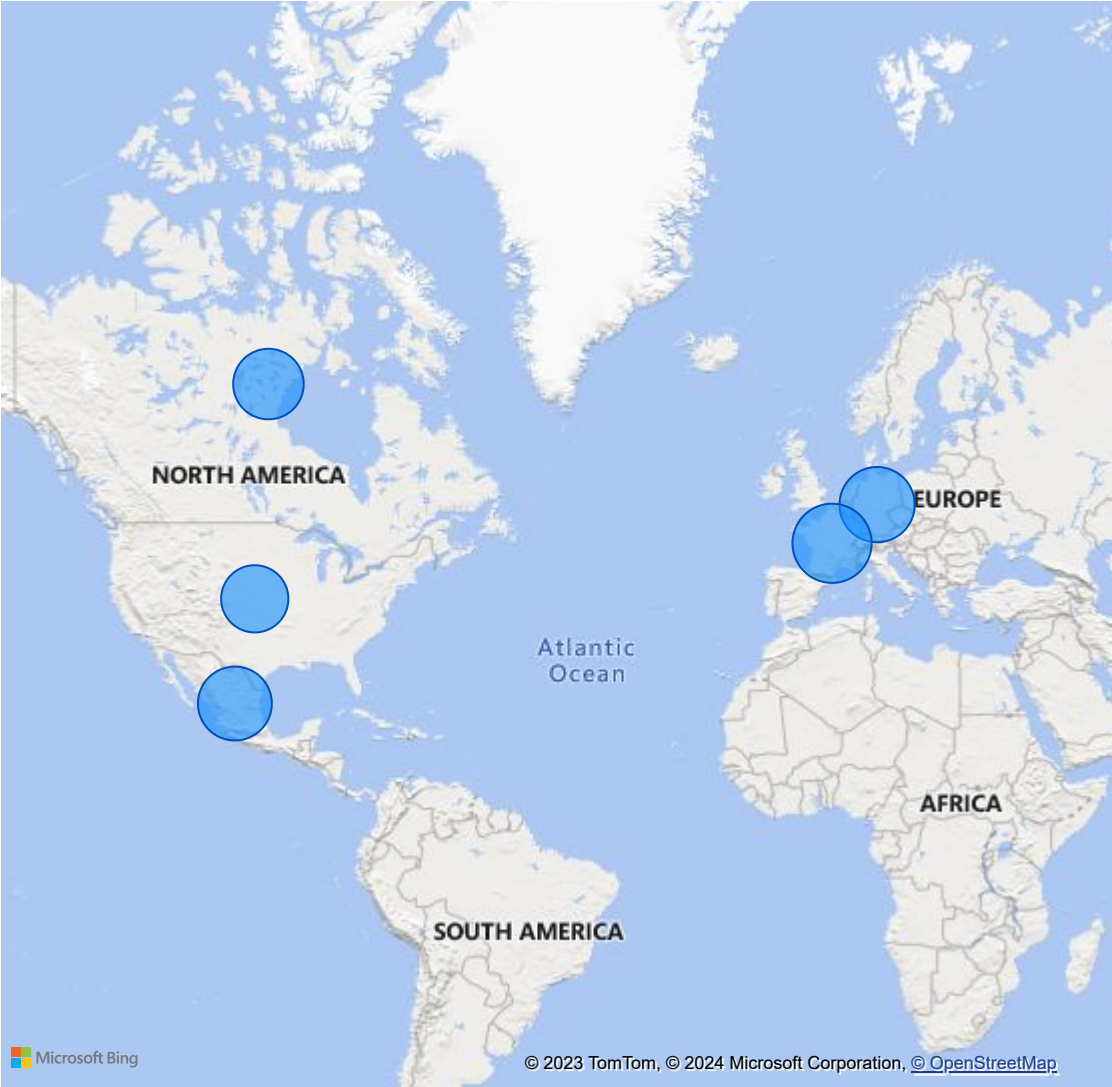 NORTH AMERICA
EUROPE
Atlantic
Ocean
AFRICA
SOUTH AMERICA
Microsoft Bing
© 2023 TomTom, © 2024 Microsoft Corporation, © OpenStreetMap